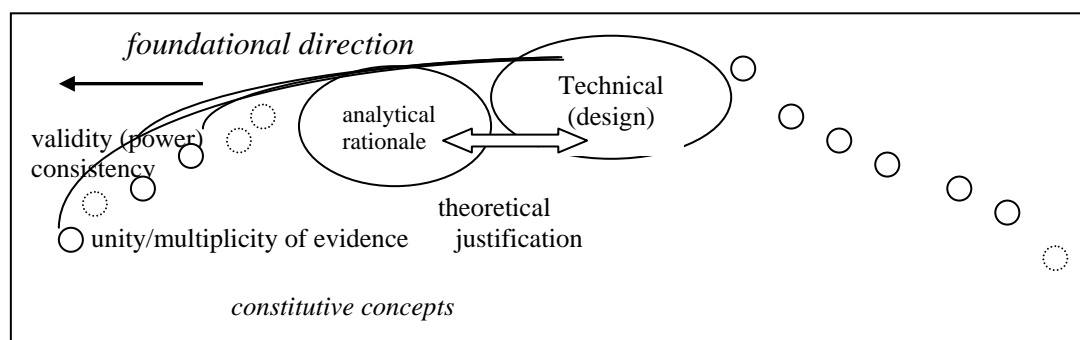 foundational direction
Technical
(design)
analytical
rationale
validity (power)
consistency
theoretical
justification
unity/multiplicity of evidence
constitutive concepts